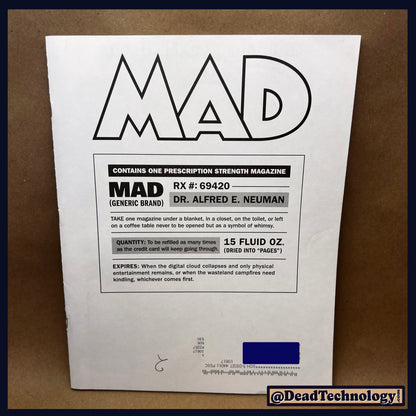 MAD
CONTAINS ONE PRESCRIPTION STRENGTH MAGAZINE
MAD
(GENERIC BRAND)
RX #: 69420
DR. ALFRED E. NEUMAN
TAKE one magazine under a blanket, in a closet, on the toilet, or left
on a coffee table never to be opened but as a symbol of whimsy.
QUANTITY: To be refilled as many times
as the credit card will keep going through.
15 FLUID OZ.
(DRIED INTO "PAGES")
EXPIRES: When the digital cloud collapses and only physical
entertainment remains, or when the wasteland campfires need
kindling, whichever comes first.
2
@DeadTechnology